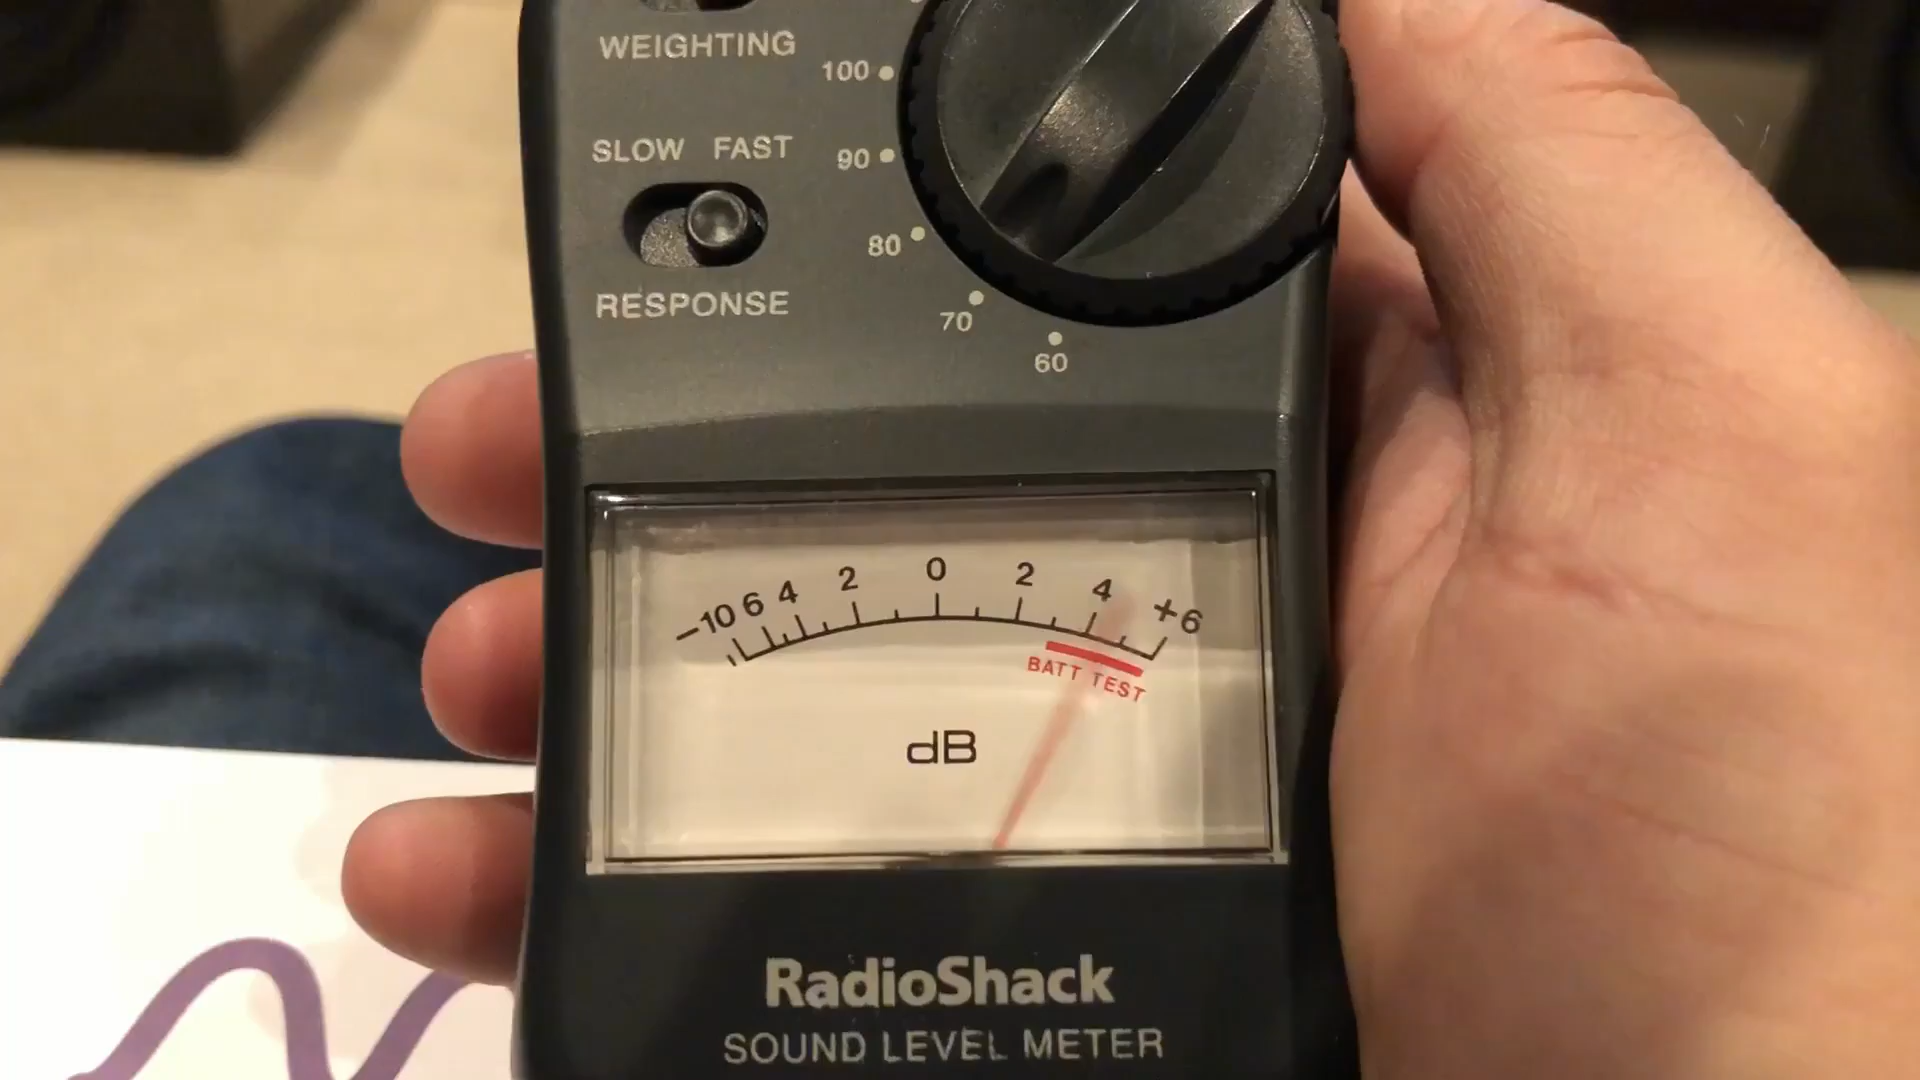 WEIGHTING
100
SLOW FAST
90
80
RESPONSE
70
60
-10 6 4 2 0 2 4 +6
BATT TEST
dB
RadioShack
SOUND LEVEL METER